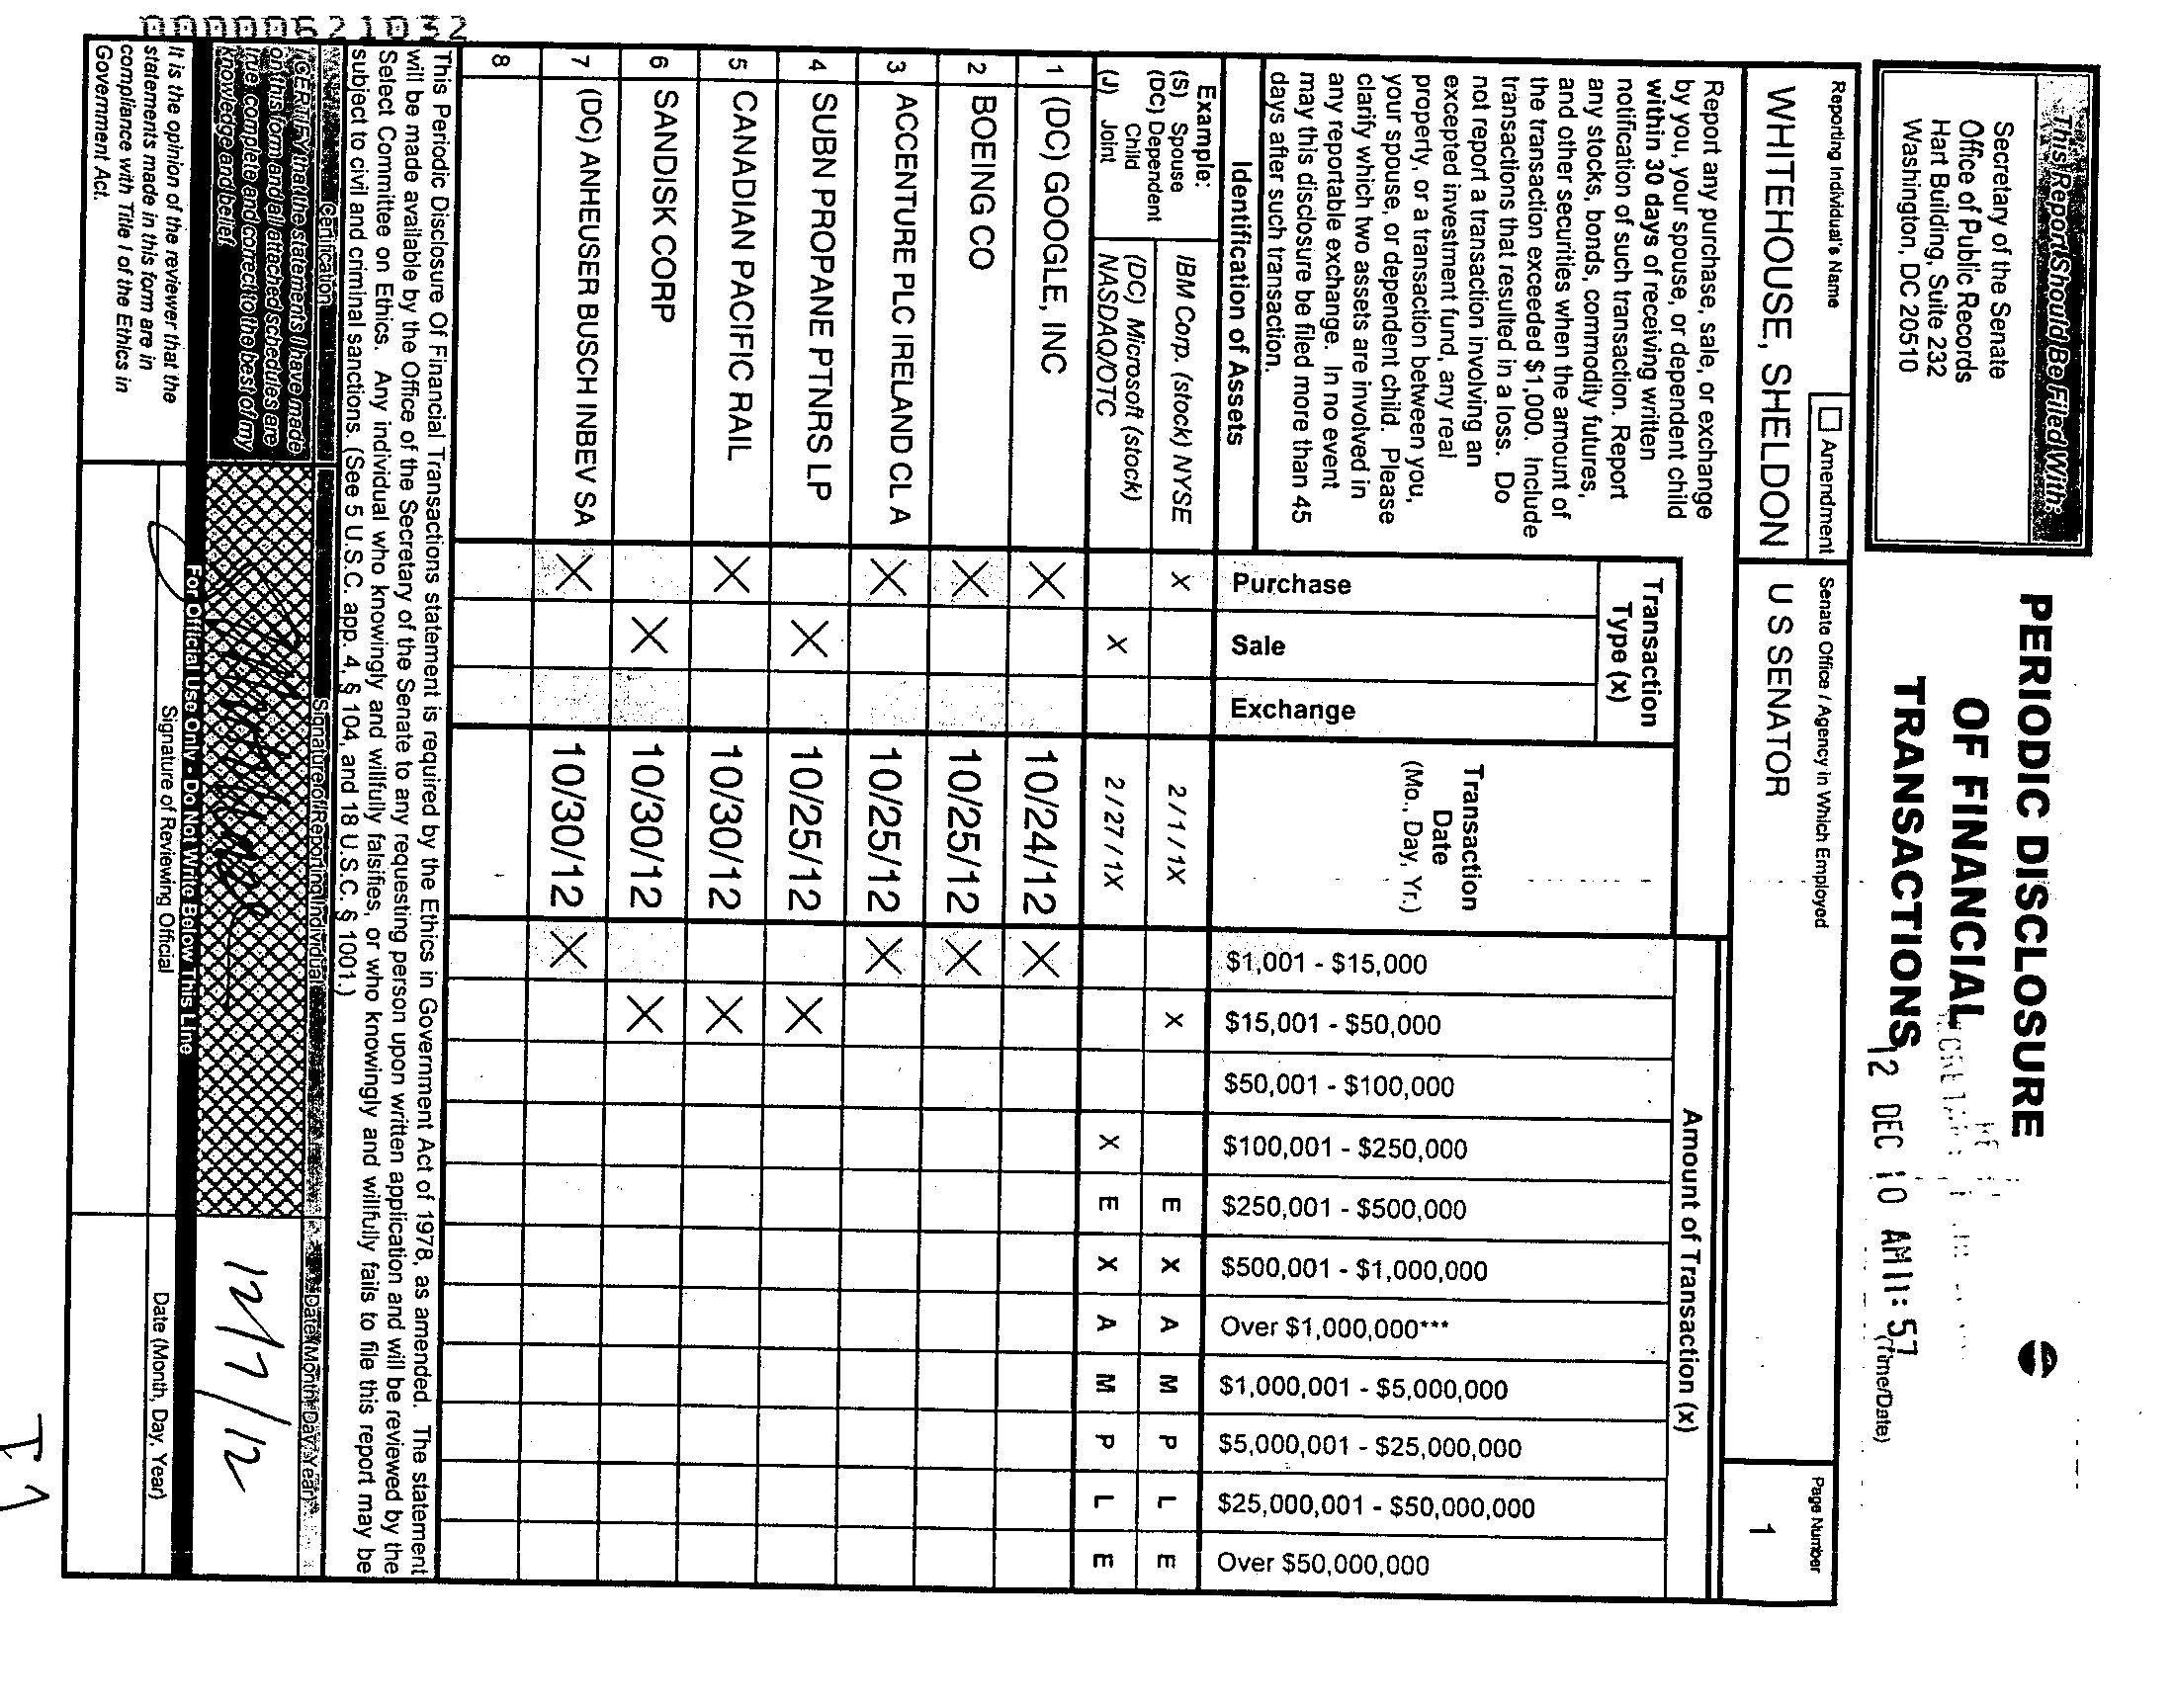 PERIODIC DISCLOSURE
OF FINANCIAL
TRANSACTIONS
12 DEC 10 AM11:57
(Time/Date)
This Report Should Be Filed With:
Secretary of the Senate
Office of Public Records
Hart Building, Suite 232
Washington, DC 20510
Reporting Individual's Name
Amendment
Senate Office / Agency in Which Employed
Page Number
WHITEHOUSE, SHELDON
U S SENATOR
1
Report any purchase, sale, or exchange
by you, your spouse, or dependent child
within 30 days of receiving written
notification of such transaction. Report
any stocks, bonds, commodity futures,
and other securities when the amount of
the transaction exceeded $1,000. Include
transactions that resulted in a loss. Do
not report a transaction involving an
excepted investment fund, any real
property, or a transaction between you,
your spouse, or dependent child. Please
clarify which two assets are involved in
any reportable exchange. In no event
may this disclosure be filed more than 45
days after such transaction.
Identification of Assets
Transaction
Type (x)
Purchase
Sale
Exchange
Transaction
Date
(Mo., Day, Yr.)
Amount of Transaction (x)
$1,001 - $15,000
$15,001 - $50,000
$50,001 - $100,000
$100,001 - $250,000
$250,001 - $500,000
$500,001 - $1,000,000
Over $1,000,000***
$1,000,001 - $5,000,000
$5,000,001 - $25,000,000
$25,000,001 - $50,000,000
Over $50,000,000
Example:
(S) Spouse
(DC) Dependent
Child
(J) Joint
IBM Corp. (stock) NYSE X 2 / 1 / 1X X E X A M P L E
(DC) Microsoft (stock)
NASDAQ/OTC X 2 / 27 / 1X X E X A M P L E
1 (DC) GOOGLE, INC X 10/24/12 X
2 BOEING CO X 10/25/12 X
3 ACCENTURE PLC IRELAND CL A X 10/25/12 X
4 SUBN PROPANE PTNRS LP X 10/25/12 X
5 CANADIAN PACIFIC RAIL X 10/30/12 X
6 SANDISK CORP X 10/30/12 X
7 (DC) ANHEUSER BUSCH INBEV SA X 10/30/12 X
8
This Periodic Disclosure Of Financial Transactions statement is required by the Ethics in Government Act of 1978, as amended. The statement
will be made available by the Office of the Secretary of the Senate to any requesting person upon written application and will be reviewed by the
Select Committee on Ethics. Any individual who knowingly and willfully falsifies, or who knowingly and willfully fails to file this report may be
subject to civil and criminal sanctions. (See 5 U.S.C. app. 4, § 104, and 18 U.S.C. § 1001.)
Certification
Signature of Reporting Individual
Date (Month, Day, Year)
I CERTIFY that the statements I have made
on this form and all attached schedules are
true, complete and correct to the best of my
knowledge and belief.
12/7/12
For Official Use Only - Do Not Write Below This Line
It is the opinion of the reviewer that the
statements made in this form are in
compliance with Title I of the Ethics in
Government Act.
Signature of Reviewing Official
Date (Month, Day, Year)